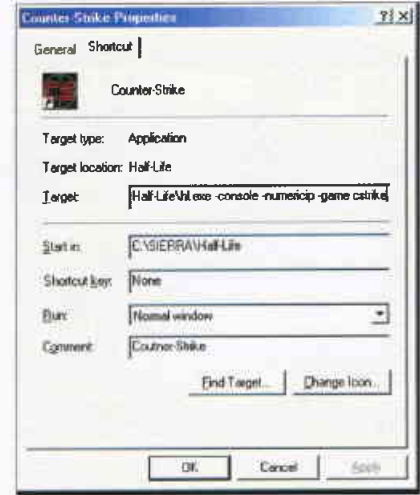 Counter-Strike Properties
General Shortcut
Counter-Strike
Target type: Application
Target location: Half-Life
Target: Half-Life\hl.exe -console -numericip -game cstrike
Start in: C:\SIERRA\Half-Life
Shortcut key: None
Run: Normal window
Comment: Coutner-Strike
Find Target... Change Icon...
OK Cancel Apply